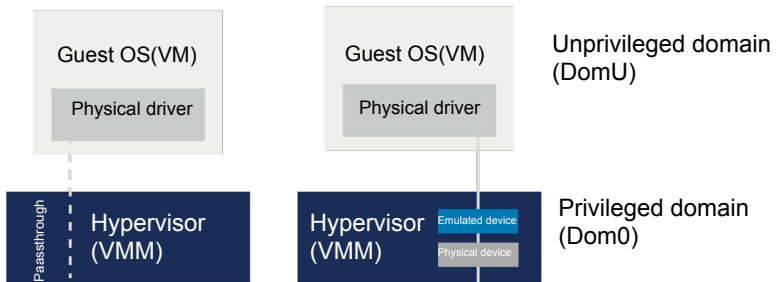 Guest OS(VM)
Physical driver
Paassthrough
Hypervisor
(VMM)
Guest OS(VM)
Physical driver
Hypervisor
(VMM)
Emulated device
Physical device
Unprivileged domain
(DomU)
Privileged domain
(Dom0)